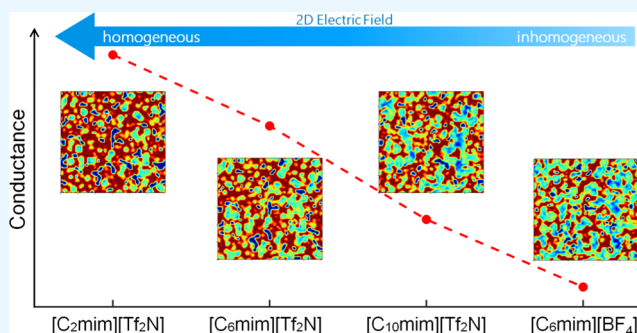 2D Electric Field
homogeneous
inhomogeneous
Conductance
[C₂mim][Tf₂N]
[C₆mim][Tf₂N]
[C₁₀mim][Tf₂N]
[C₆mim][BF₄]